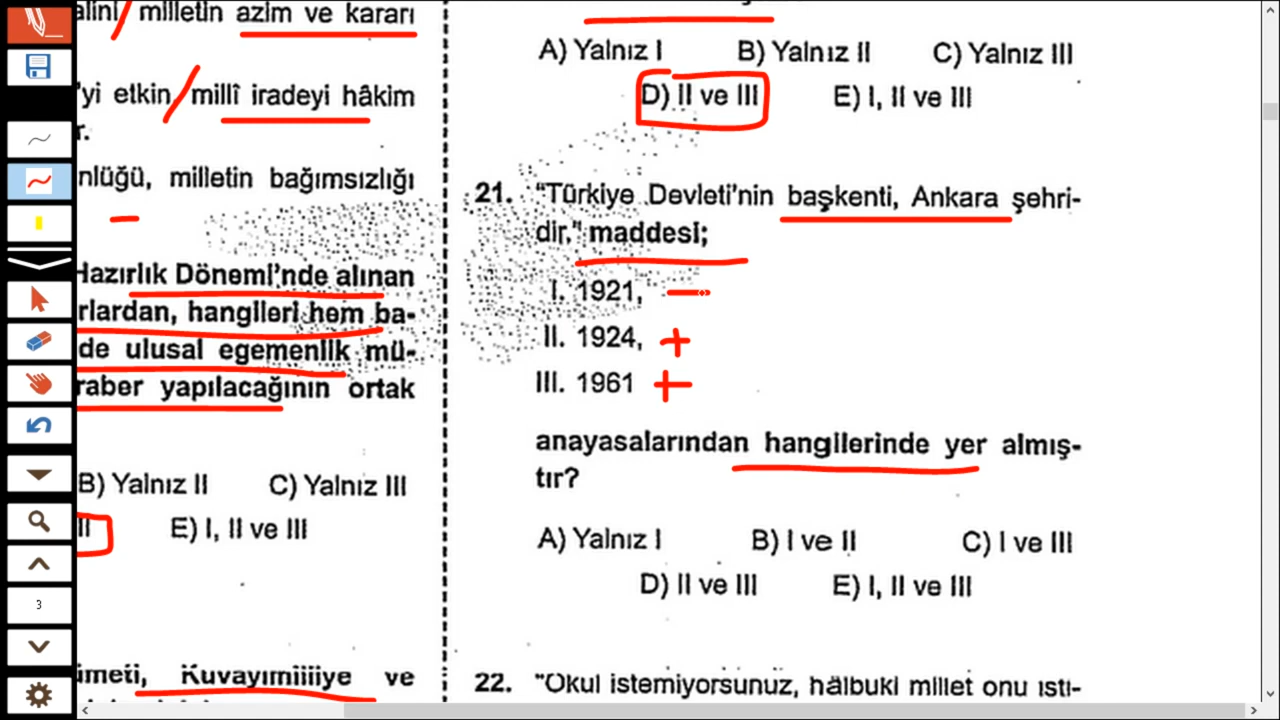 alini, milletin azim ve kararı
'yi etkin, millî iradeyi hâkim
r.
nlüğü, milletin bağımsızlığı
Hazırlık Dönemi'nde alınan
rlardan, hangileri hem ba-
de ulusal egemenlik mü-
raber yapılacağının ortak
B) Yalnız II C) Yalnız III
II E) I, II ve III
ümeti, Kuvayımilliye ve
A) Yalnız I B) Yalnız II C) Yalnız III
D) II ve III E) I, II ve III
21. "Türkiye Devleti'nin başkenti, Ankara şehri-
dir." maddesi;
I. 1921,
II. 1924,
III. 1961
anayasalarından hangilerinde yer almış-
tır?
A) Yalnız I B) I ve II C) I ve III
D) II ve III E) I, II ve III
22. "Okul istemiyorsunuz, hâlbuki millet onu isti-
3